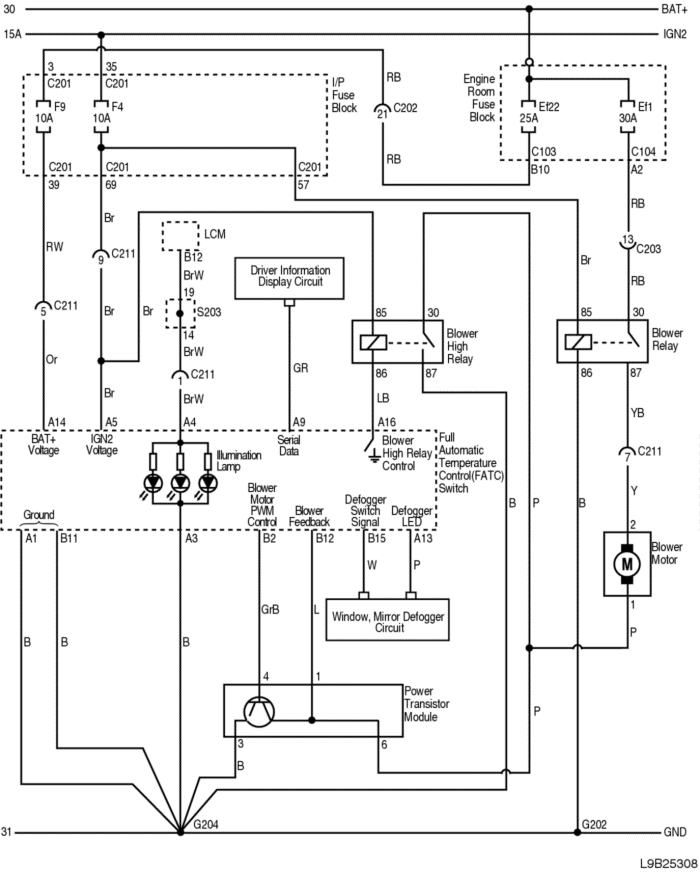 30
BAT+
15A
IGN2
3
35
C201
C201
I/P
Fuse
Block
F9
10A
F4
10A
C201
C201
C201
39
69
57
RB
21
C202
RB
Engine
Room
Fuse
Block
Ef22
25A
Ef1
30A
C103
C104
B10
A2
RB
13
C203
RB
Br
RW
9
C211
LCM
B12
BrW
19
S203
14
BrW
1
C211
BrW
5
C211
Br
Br
Or
Br
Driver Information
Display Circuit
GR
85
30
Blower
High
Relay
86
87
LB
Br
85
30
Blower
Relay
86
87
YB
C211
7
Y
A14
A5
A4
A9
A16
BAT+
Voltage
IGN2
Voltage
Illumination
Lamp
Serial
Data
Blower
High Relay
Control
Full
Automatic
Temperature
Control(FATC)
Switch
Ground
Blower
Motor
PWM
Control
Blower
Feedback
Defogger
Switch
Signal
Defogger
LED
A1
B11
A3
B2
B12
B15
A13
W
P
B
P
B
2
M
Blower
Motor
1
P
GrB
L
Window, Mirror Defogger
Circuit
B
B
B
4
1
Power
Transistor
Module
3
6
B
P
31
G204
G202
GND
L9B25308